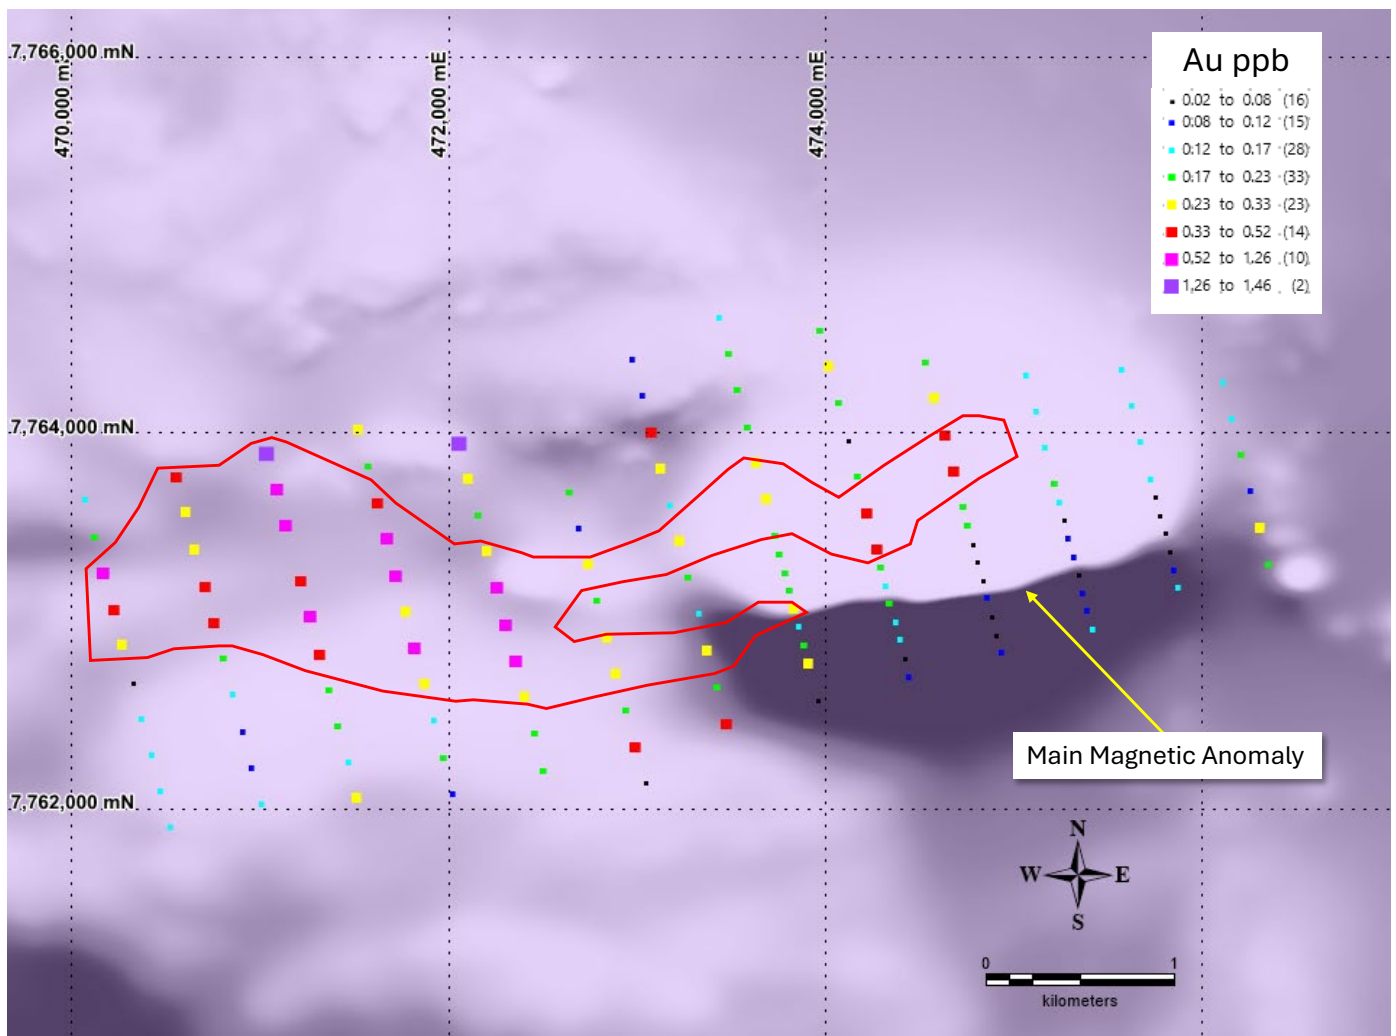 7,766,000 mN
470,000 mE
472,000 mE
474,000 mE
Au ppb
0.02 to 0.08 (16)
0.08 to 0.12 (15)
0.12 to 0.17 (28)
0.17 to 0.23 (33)
0.23 to 0.33 (23)
0.33 to 0.52 (14)
0.52 to 1.26 (10)
1.26 to 1.46 (2)
7,764,000 mN
Main Magnetic Anomaly
7,762,000 mN
N
W E
S
0 1
kilometers